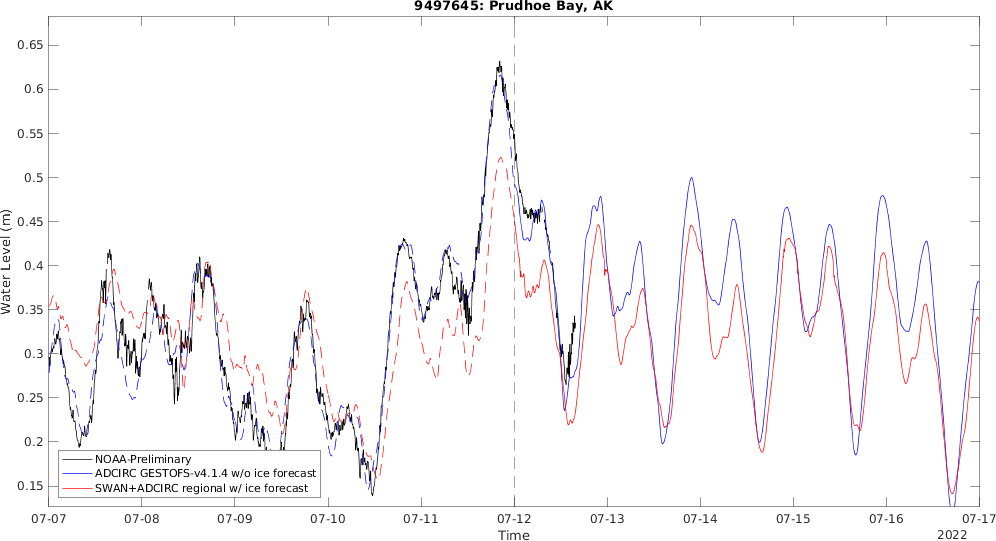 9497645: Prudhoe Bay, AK
Water Level (m)
0.65
0.6
0.55
0.5
0.45
0.4
0.35
0.3
0.25
0.2
0.15
NOAA-Preliminary
ADCIRC GESTOFS-v4.1.4 w/o ice forecast
SWAN+ADCIRC regional w/ ice forecast
07-07 07-08 07-09 07-10 07-11 07-12 07-13 07-14 07-15 07-16 07-17
Time
2022